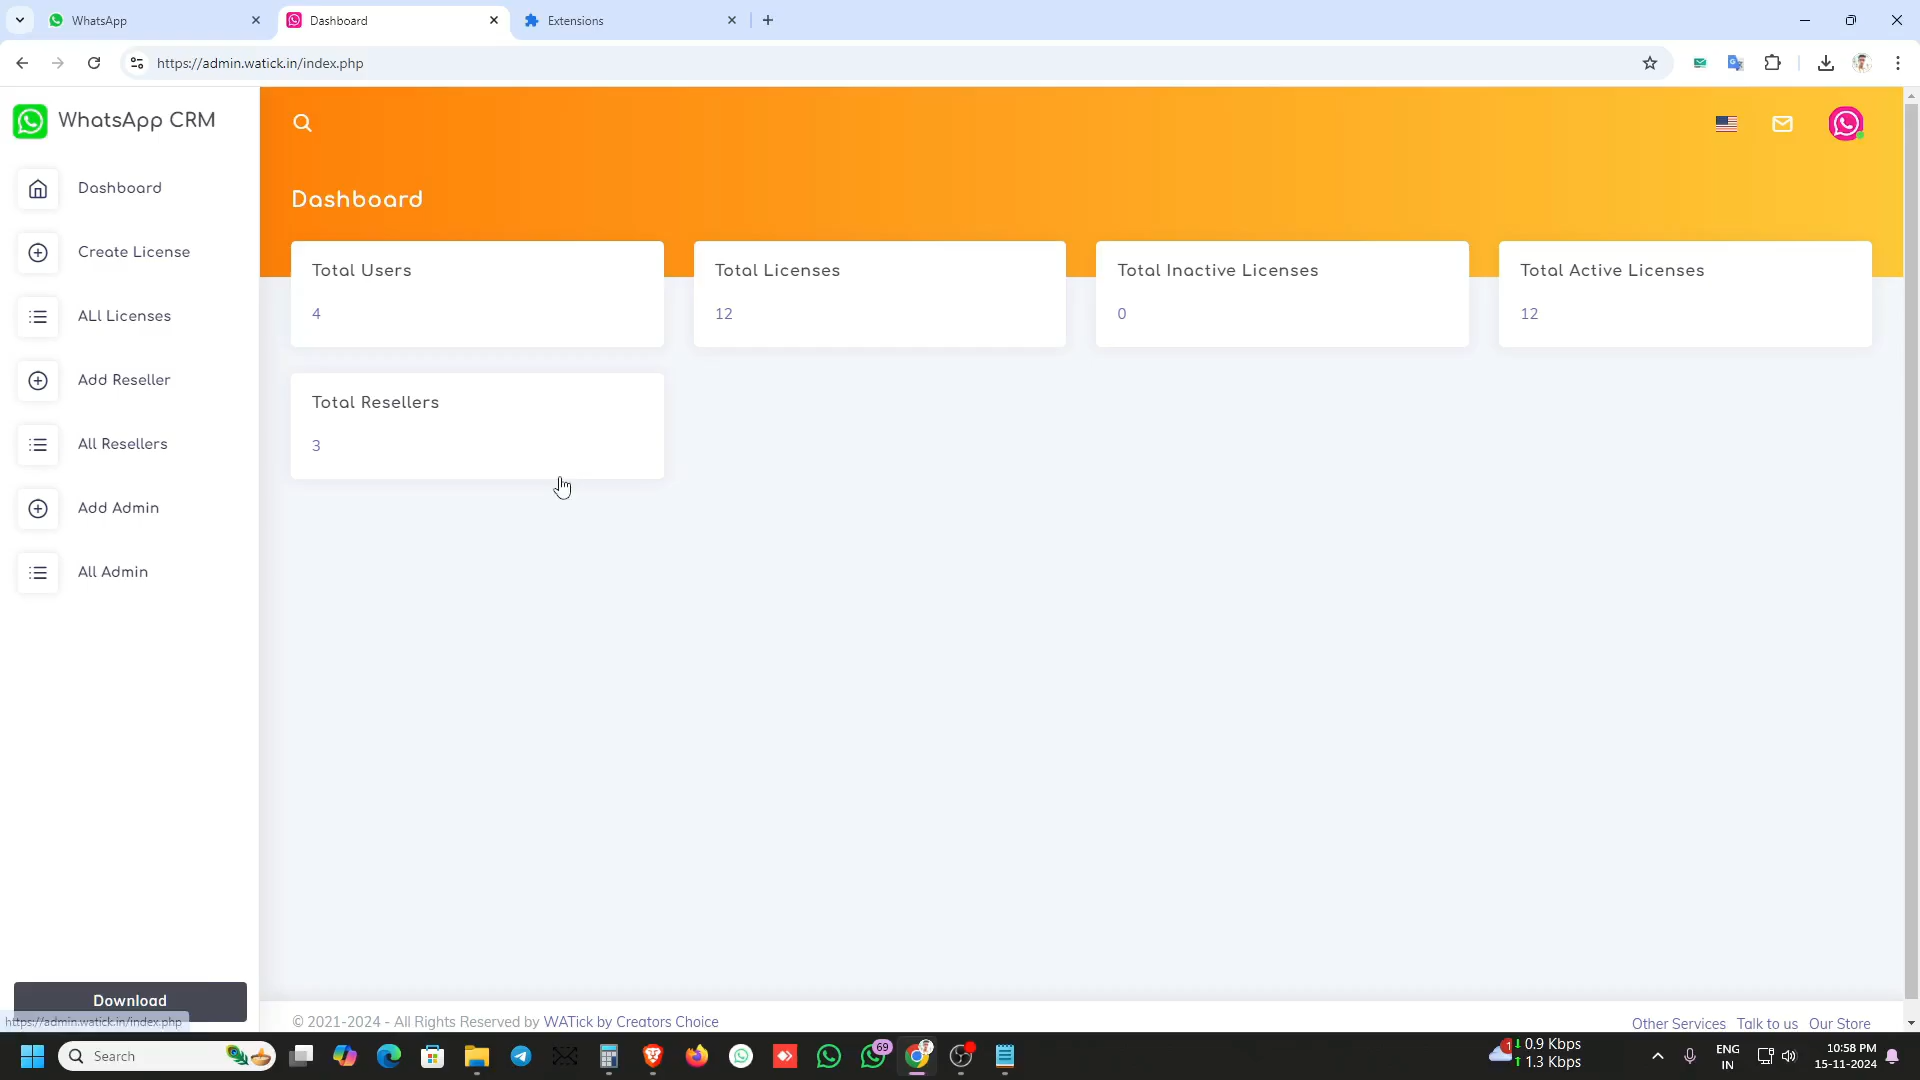 WhatsApp
Dashboard
Extensions
https://admin.watick.in/index.php
WhatsApp CRM
Dashboard
Create License
ALl Licenses
Add Reseller
All Resellers
Add Admin
All Admin
Download
https://admin.watick.in/index.php
Dashboard
Total Users
4
Total Licenses
12
Total Inactive Licenses
0
Total Active Licenses
12
Total Resellers
3
© 2021-2024 - All Rights Reserved by WATick by Creators Choice
Other Services Talk to us Our Store
Search
69
1
0.9 Kbps
1.3 Kbps
ENG
IN
10:58 PM
15-11-2024